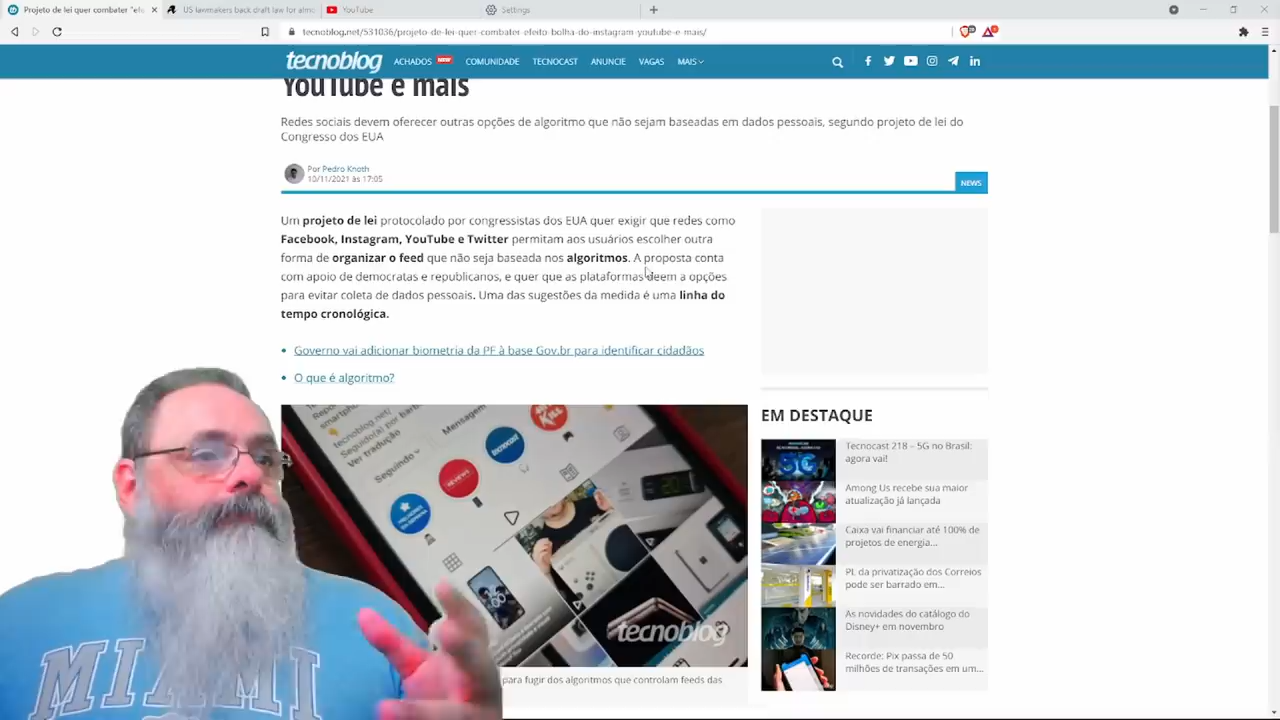 Projeto de lei quer combater "efe
US lawmakers back draft law for almo
YouTube
Settings
tecnoblog.net/531036/projeto-de-lei-quer-combater-efeito-bolha-do-instagram-youtube-e-mais/
tecnoblog
ACHADOS NEW
COMUNIDADE
TECNOCAST
ANUNCIE
VAGAS
MAIS
YouTube e mais
Redes sociais devem oferecer outras opções de algoritmo que não sejam baseadas em dados pessoais, segundo projeto de lei do
Congresso dos EUA
Por Pedro Knoth
10/11/2021 às 17:05
NEWS
Um projeto de lei protocolado por congressistas dos EUA quer exigir que redes como
Facebook, Instagram, YouTube e Twitter permitam aos usuários escolher outra
forma de organizar o feed que não seja baseada nos algoritmos. A proposta conta
com apoio de democratas e republicanos, e quer que as plataformas deem a opções
para evitar coleta de dados pessoais. Uma das sugestões da medida é uma linha do
tempo cronológica.
Governo vai adicionar biometria da PF à base Gov.br para identificar cidadãos
O que é algoritmo?
tecnoblog.net/
Ver tradução
Seguindo
Mensagem
REVIEWS
TECNOCAST
tecnoblog
para fugir dos algoritmos que controlam feeds das
EM DESTAQUE
5G
Tecnocast 218 – 5G no Brasil:
agora vai!
Among Us recebe sua maior
atualização já lançada
Caixa vai financiar até 100% de
projetos de energia...
PL da privatização dos Correios
pode ser barrado em...
As novidades do catálogo do
Disney+ em novembro
Recorde: Pix passa de 50
milhões de transações em um...